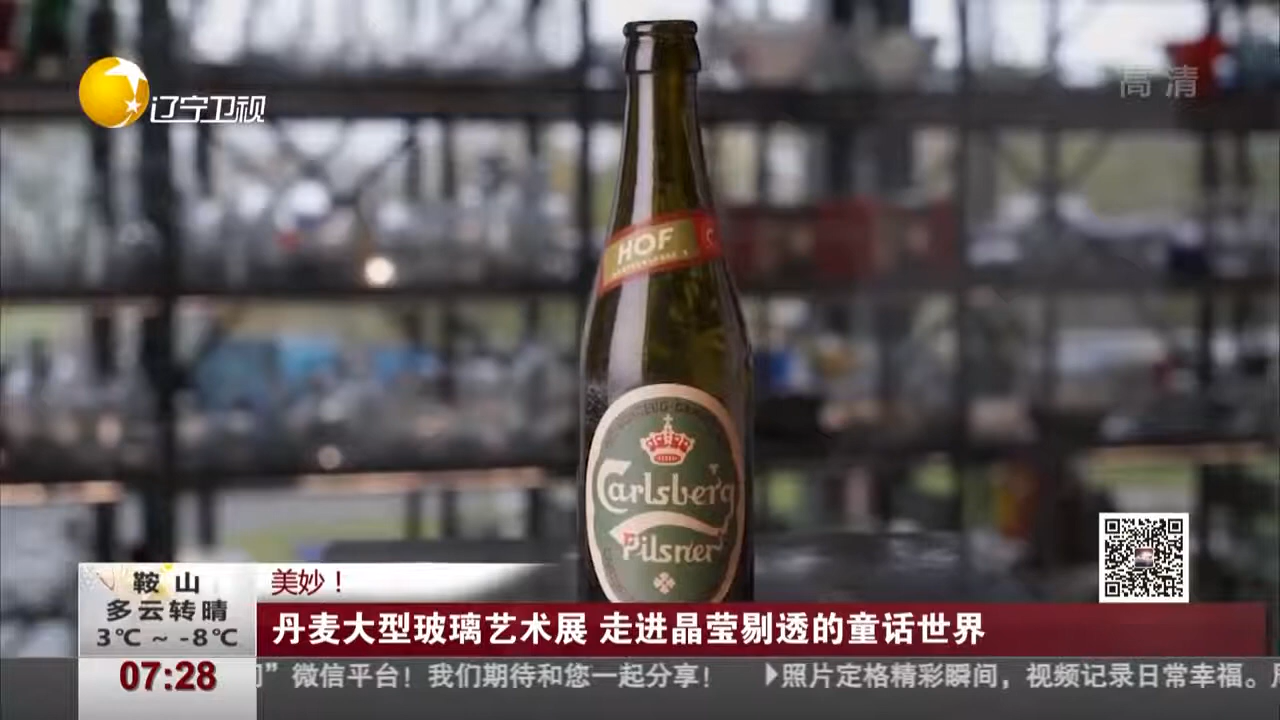 辽宁卫视
高清
HOF
Carlsberg
Pilsner
美妙！
鞍山
多云转晴
3℃~-8℃
丹麦大型玻璃艺术展 走进晶莹剔透的童话世界
07:28
”微信平台！我们期待和您一起分享！ ▶照片定格精彩瞬间，视频记录日常幸福。